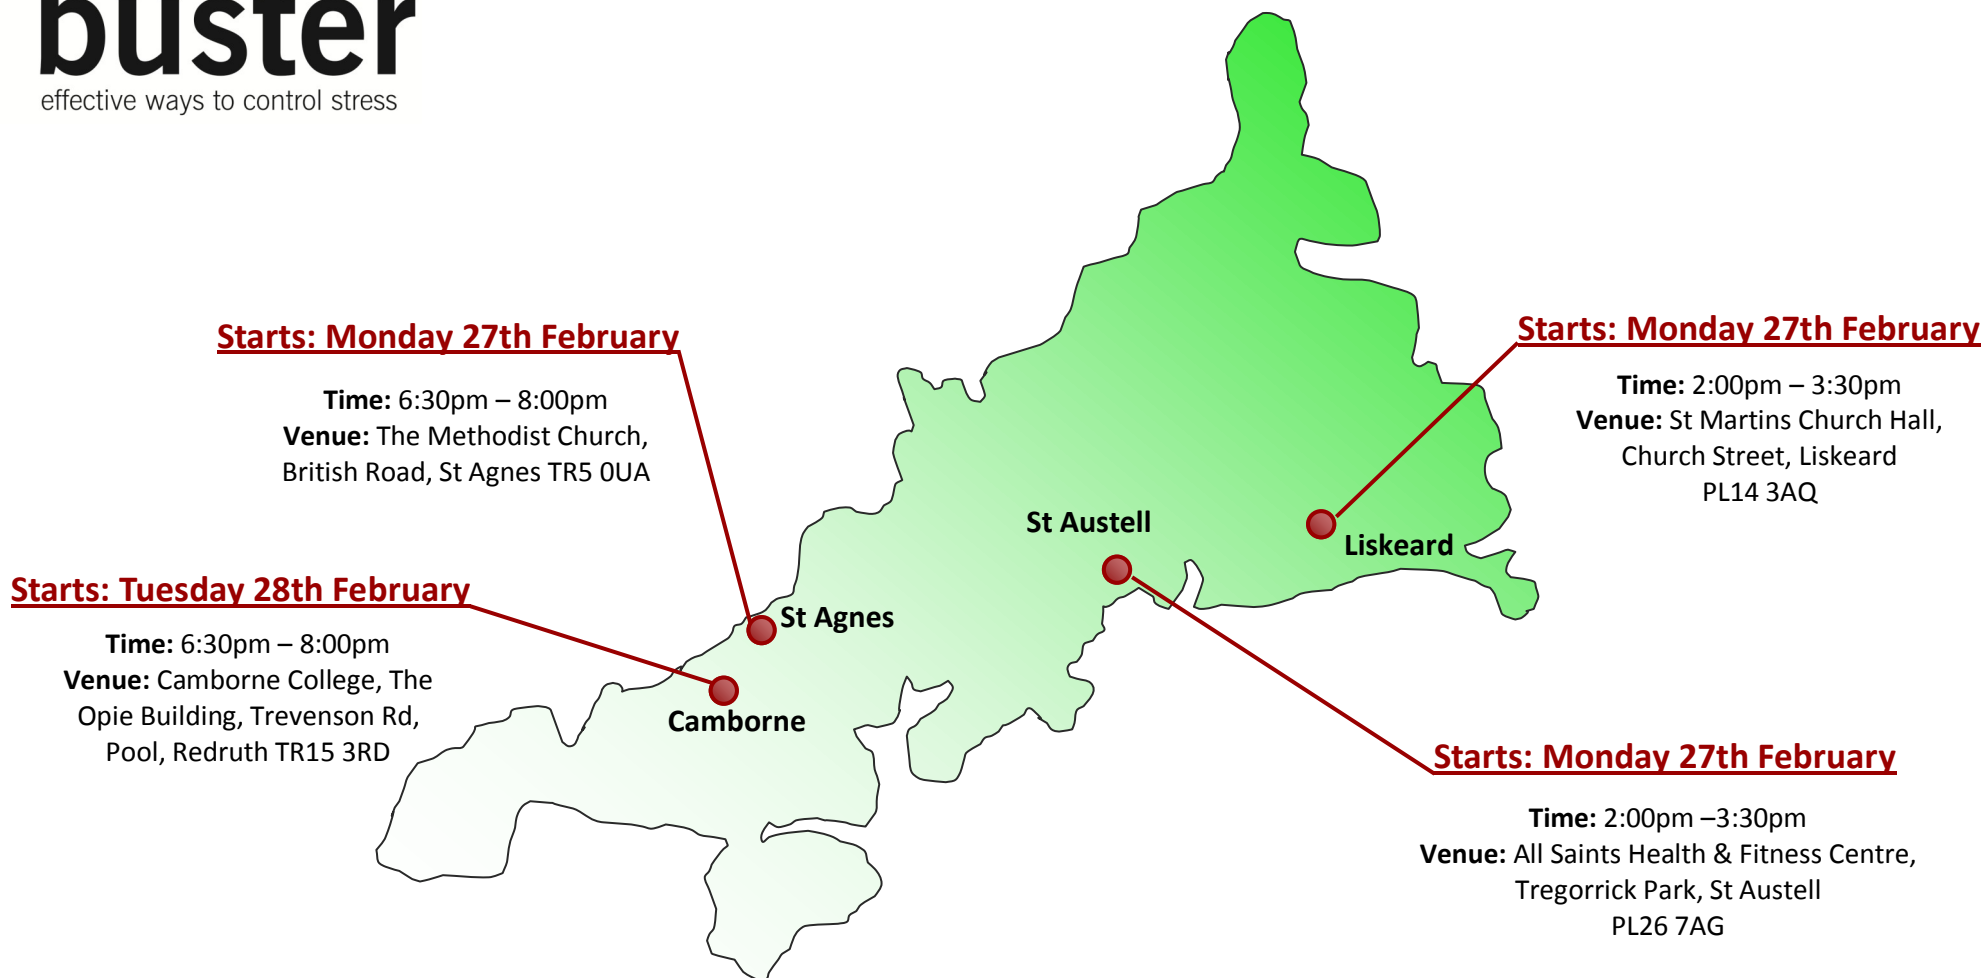 buster
effective ways to control stress
Starts: Monday 27th February
Time: 6:30pm – 8:00pm
Venue: The Methodist Church,
British Road, St Agnes TR5 0UA
Starts: Monday 27th February
Time: 2:00pm – 3:30pm
Venue: St Martins Church Hall,
Church Street, Liskeard
PL14 3AQ
St Austell
Liskeard
Starts: Tuesday 28th February
Time: 6:30pm – 8:00pm
Venue: Camborne College, The
Opie Building, Trevenson Rd,
Pool, Redruth TR15 3RD
St Agnes
Camborne
Starts: Monday 27th February
Time: 2:00pm –3:30pm
Venue: All Saints Health & Fitness Centre,
Tregorrick Park, St Austell
PL26 7AG